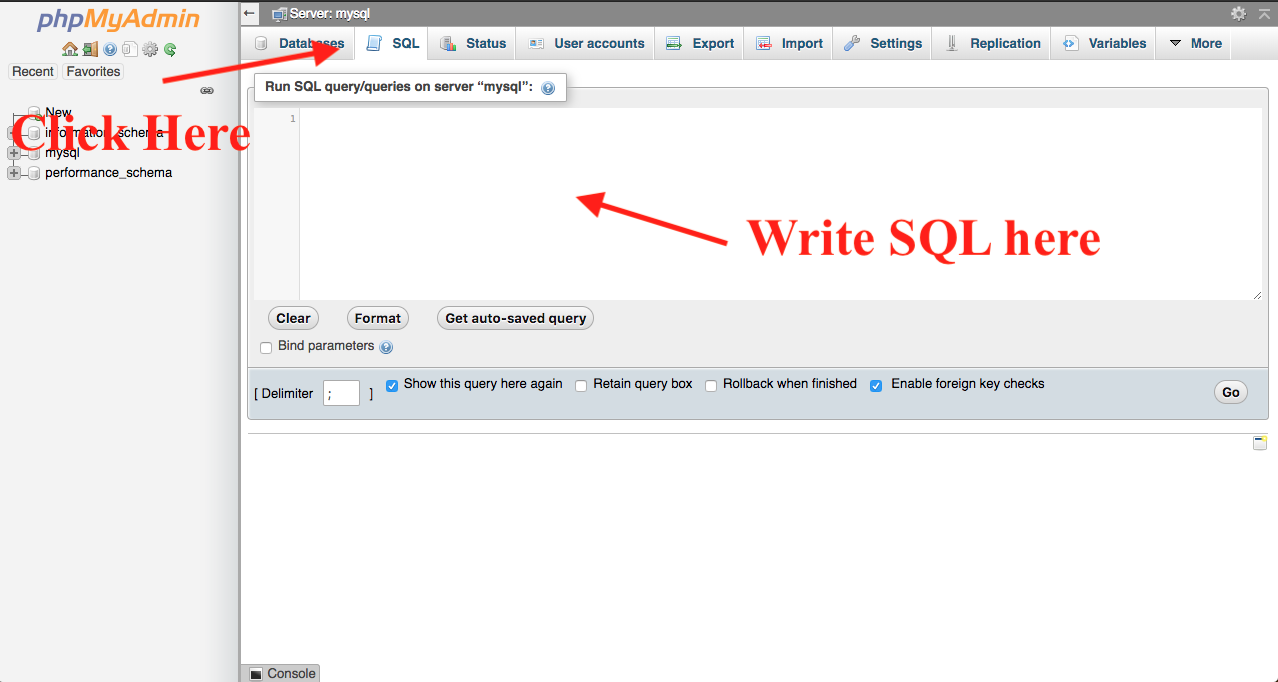 phpMyAdmin
Recent Favorites
New
information_schema
mysql
performance_schema
Click Here
Server: mysql
Databases SQL Status User accounts Export Import Settings Replication Variables More
Run SQL query/queries on server “mysql”:
1
Write SQL here
Clear Format Get auto-saved query
Bind parameters
[ Delimiter ; ] Show this query here again Retain query box Rollback when finished Enable foreign key checks Go
Console